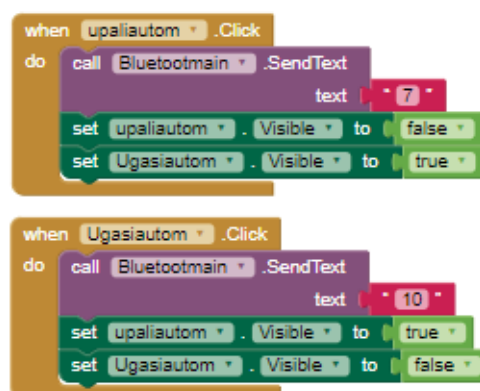 when upaliautom .Click
do call Bluetootmain .SendText
text " 7 "
set upaliautom . Visible to false
set Ugasiautom . Visible to true
when Ugasiautom .Click
do call Bluetootmain .SendText
text " 10 "
set upaliautom . Visible to true
set Ugasiautom . Visible to false